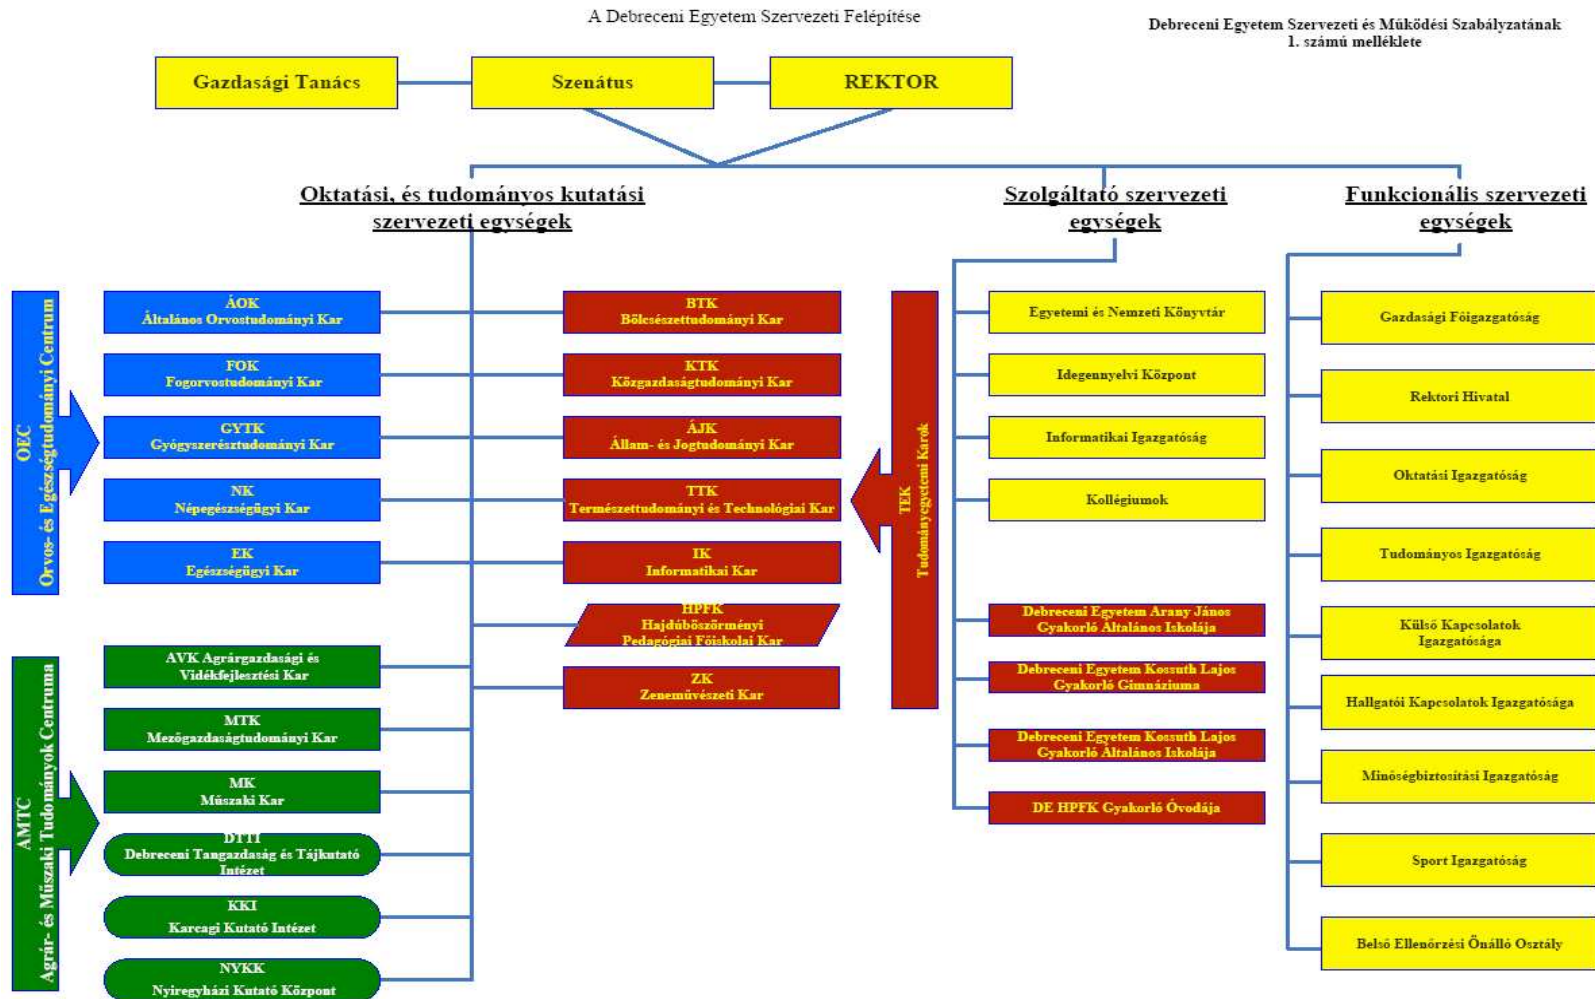 A Debreceni Egyetem Szervezeti Felépítése
Debreceni Egyetem Szervezeti és Működési Szabályzatának
1. számú melléklete
Gazdasági Tanács
Szenátus
REKTOR
Oktatási, és tudományos kutatási
szervezeti egységek
Szolgáltató szervezeti
egységek
Funkcionális szervezeti
egységek
OEC
Orvos- és Egészségtudományi Centrum
ÁOK
Általános Orvostudományi Kar
FOK
Fogorvostudományi Kar
GYTK
Gyógyszerésztudományi Kar
NK
Népegészségügyi Kar
EK
Egészségügyi Kar
AMTC
Agrár- és Műszaki Tudományok Centruma
AVK Agrárgazdasági és
Vidékfejlesztési Kar
MTK
Mezőgazdaságtudományi Kar
MK
Műszaki Kar
DTTI
Debreceni Tangazdaság és Tájkutató
Intézet
KKI
Karcagi Kutató Intézet
NYKK
Nyiregyházi Kutató Központ
BTK
Bölcsészettudományi Kar
KTK
Közgazdaságtudományi Kar
ÁJK
Állam- és Jogtudományi Kar
TTK
Természettudományi és Technológiai Kar
IK
Informatikai Kar
HPFK
Hajdúböszörményi
Pedagógiai Főiskolai Kar
ZK
Zeneművészeti Kar
TEK
Tudományegyetemi Karok
Egyetemi és Nemzeti Könyvtár
Idegennyelvi Központ
Informatikai Igazgatóság
Kollégiumok
Debreceni Egyetem Arany János
Gyakorló Általános Iskolája
Debreceni Egyetem Kossuth Lajos
Gyakorló Gimnáziuma
Debreceni Egyetem Kossuth Lajos
Gyakorló Általános Iskolája
DE HPFK Gyakorló Óvodája
Gazdasági Főigazgatóság
Rektori Hivatal
Oktatási Igazgatóság
Tudományos Igazgatóság
Külső Kapcsolatok
Igazgatósága
Hallgatói Kapcsolatok Igazgatósága
Minőségbiztosítási Igazgatóság
Sport Igazgatóság
Belső Ellenőrzési Önálló Osztály